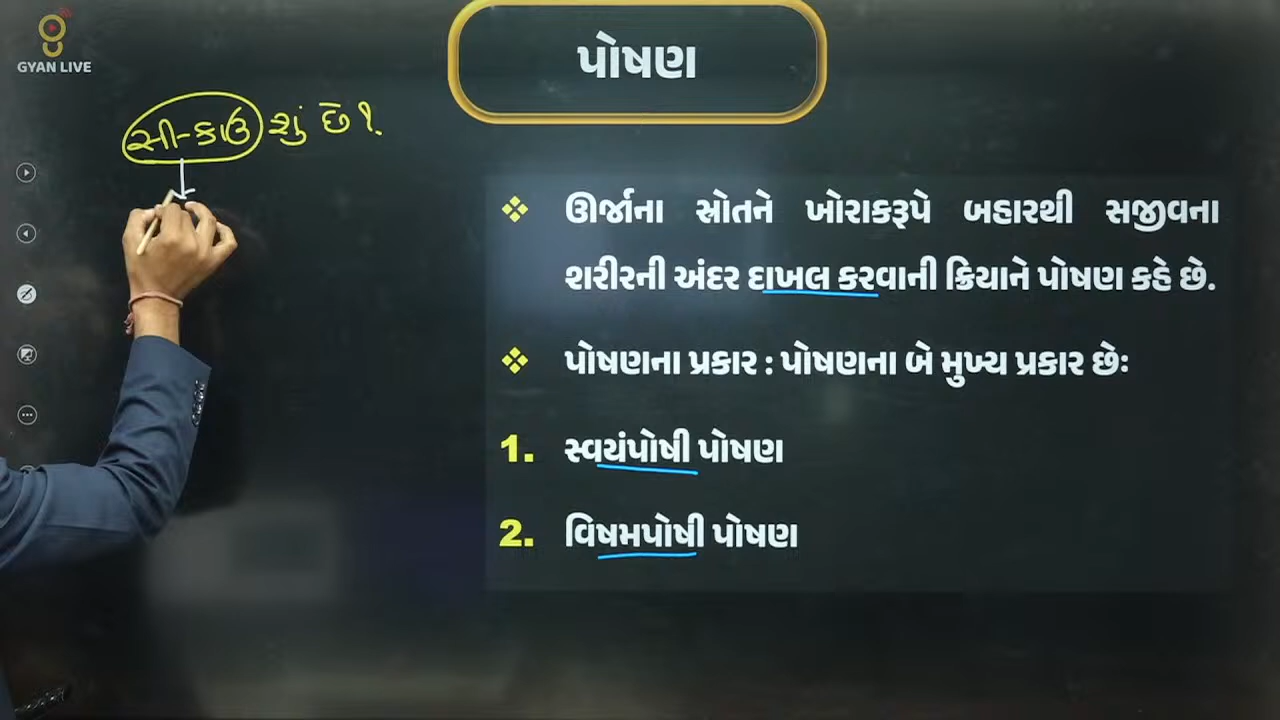 GYAN LIVE
પોષણ
સી-કાઉ શું છે?
ઊર્જાના સ્રોતને ખોરાકરૂપે બહારથી સજીવના
શરીરની અંદર દાખલ કરવાની ક્રિયાને પોષણ કહે છે.
પોષણના પ્રકાર : પોષણના બે મુખ્ય પ્રકાર છેઃ
1. સ્વયંપોષી પોષણ
2. વિષમપોષી પોષણ